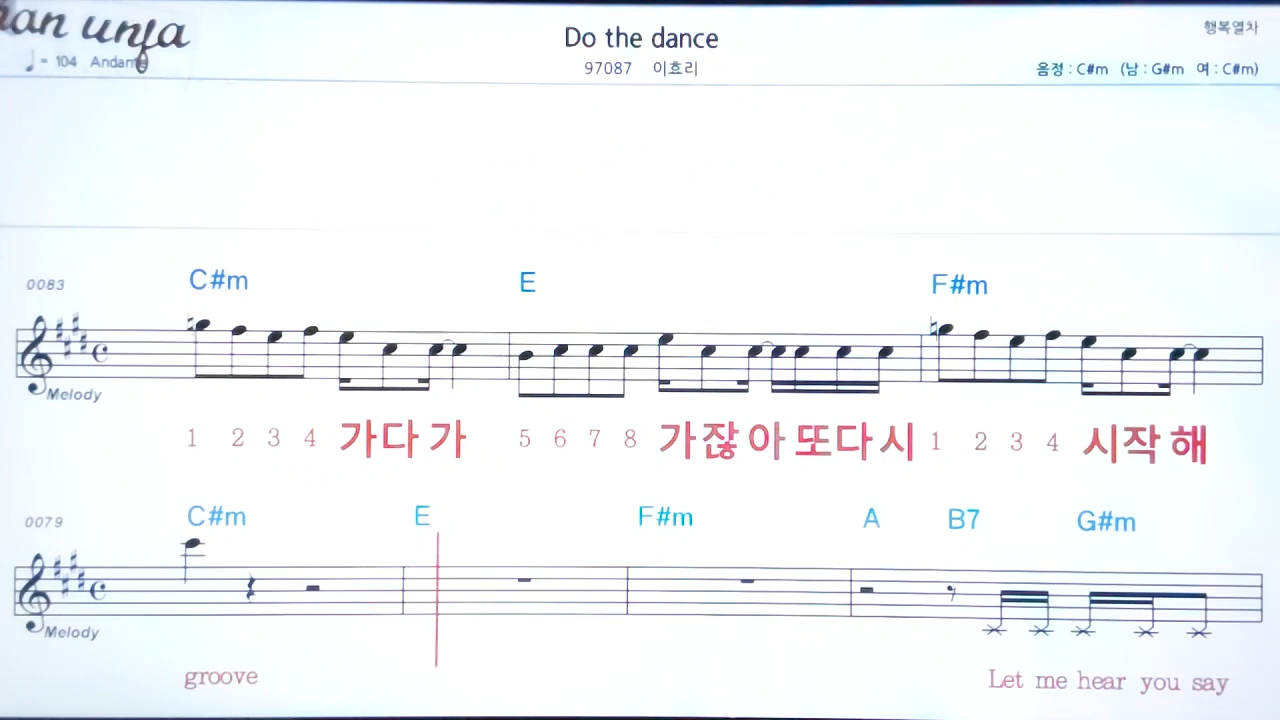 Do the dance
행복열차
♩= 104 Andante
97087 이효리
음정 : C#m (남 : G#m 여 : C#m)
0083
C#m E F#m
Melody
1 2 3 4 가다 가 5 6 7 8 가잖 아 또다시 1 2 3 4 시작 해
0079
C#m E F#m A B7 G#m
Melody
groove Let me hear you say